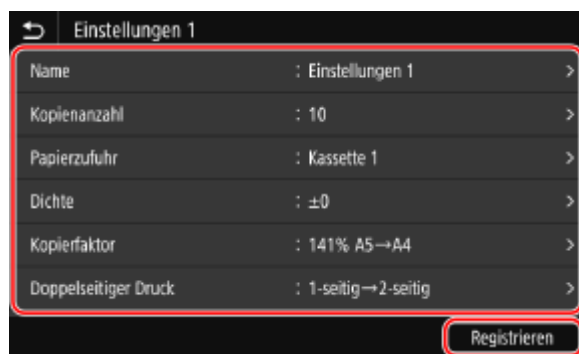 Einstellungen 1
Name : Einstellungen 1
Kopienanzahl : 10
Papierzufuhr : Kassette 1
Dichte : ±0
Kopierfaktor : 141% A5→A4
Doppelseitiger Druck : 1-seitig→2-seitig
Registrieren